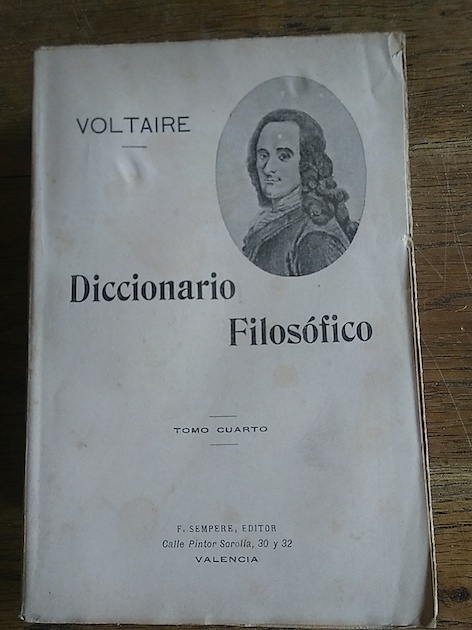 VOLTAIRE
Diccionario
Filosófico
TOMO CUARTO
F. SEMPERE, EDITOR
Calle Pintor Sorolla, 30 y 32
VALENCIA